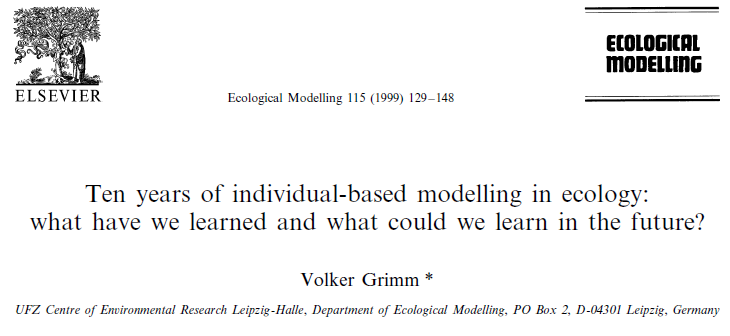 ELSEVIER
Ecological Modelling 115 (1999) 129–148
ECOLOGICAL
MODELLING
Ten years of individual-based modelling in ecology:
what have we learned and what could we learn in the future?
Volker Grimm *
UFZ Centre of Environmental Research Leipzig-Halle, Department of Ecological Modelling, PO Box 2, D-04301 Leipzig, Germany